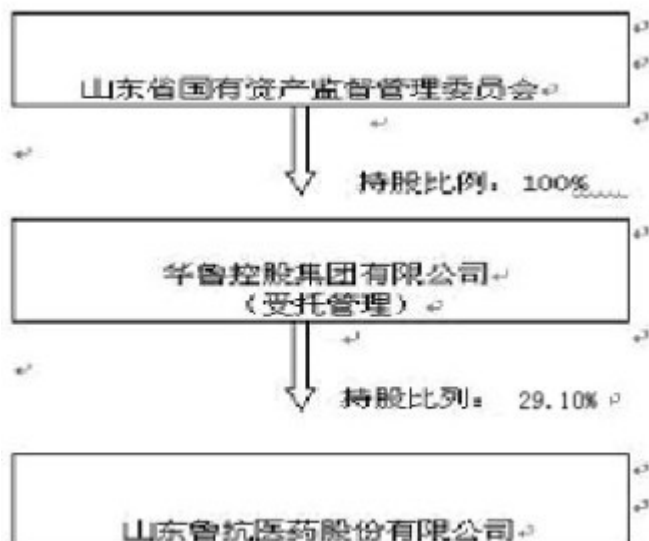 山东省国有资产监督管理委员会
持股比例：100%
华鲁控股集团有限公司
（受托管理）
持股比列：29.10%
山东鲁抗医药股份有限公司